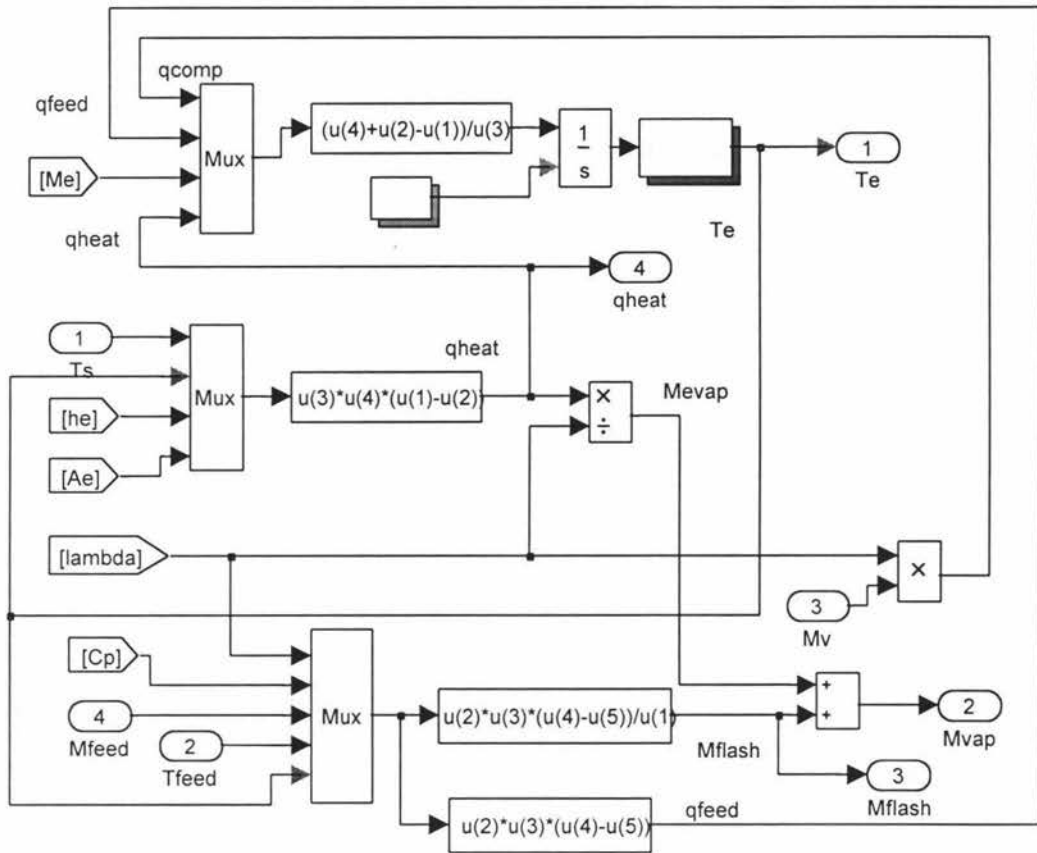 qcomp
qfeed
Mux
(u(4)+u(2)-u(1))/u(3)
1
s
1
Te
[Me]
Te
qheat
4
qheat
1
Ts
qheat
Mux
u(3)*u(4)*(u(1)-u(2)
×
÷
Mevap
[he]
[Ae]
[lambda]
×
3
Mv
[Cp]
Mux
4
Mfeed
2
Tfeed
u(2)*u(3)*(u(4)-u(5))/u(1)
+
+
2
Mvap
Mflash
3
Mflash
qfeed
u(2)*u(3)*(u(4)-u(5))